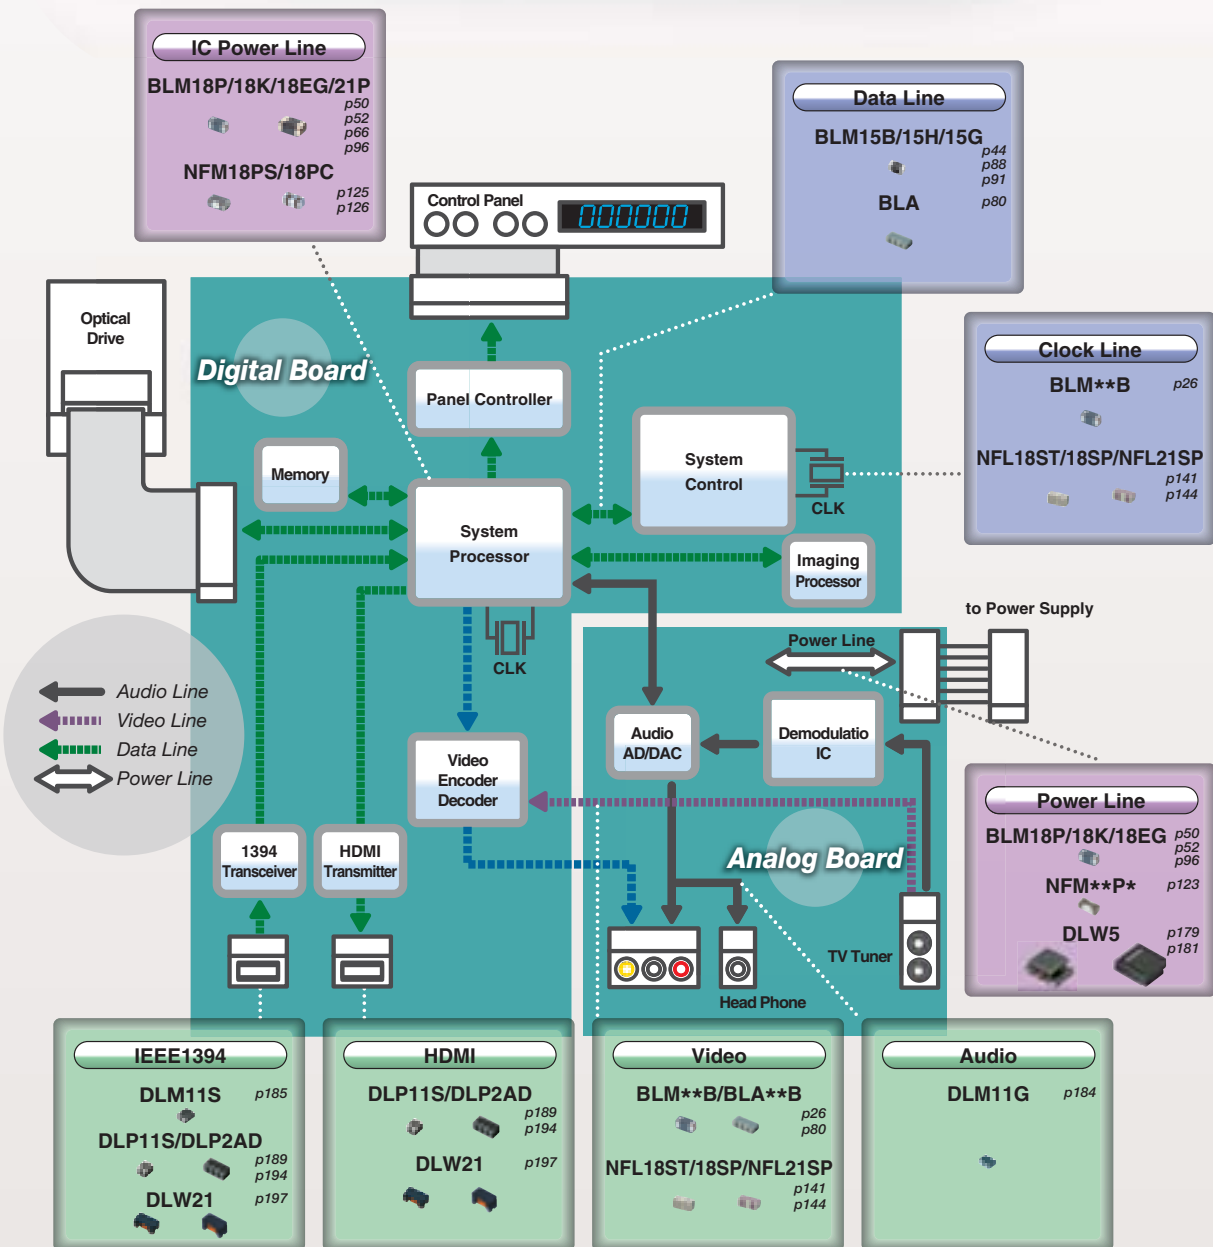 IC Power Line
BLM18P/18K/18EG/21P
p50
p52
p66
p96
NFM18PS/18PC
p125
p126
Data Line
BLM15B/15H/15G
p44
p88
p91
BLA
p80
Control Panel
000000
Optical
Drive
Digital Board
Panel Controller
Clock Line
BLM**B
p26
NFL18ST/18SP/NFL21SP
p141
p144
Memory
System
Control
CLK
System
Processor
Imaging
Processor
CLK
to Power Supply
Power Line
Audio Line
Video Line
Data Line
Power Line
Audio
AD/DAC
Demodulatio
IC
Video
Encoder
Decoder
1394
Transceiver
HDMI
Transmitter
Analog Board
TV Tuner
Head Phone
Power Line
BLM18P/18K/18EG
p50
p52
p96
NFM**P*
p123
DLW5
p179
p181
IEEE1394
DLM11S
p185
DLP11S/DLP2AD
p189
p194
DLW21
p197
HDMI
DLP11S/DLP2AD
p189
p194
DLW21
p197
Video
BLM**B/BLA**B
p26
p80
NFL18ST/18SP/NFL21SP
p141
p144
Audio
DLM11G
p184